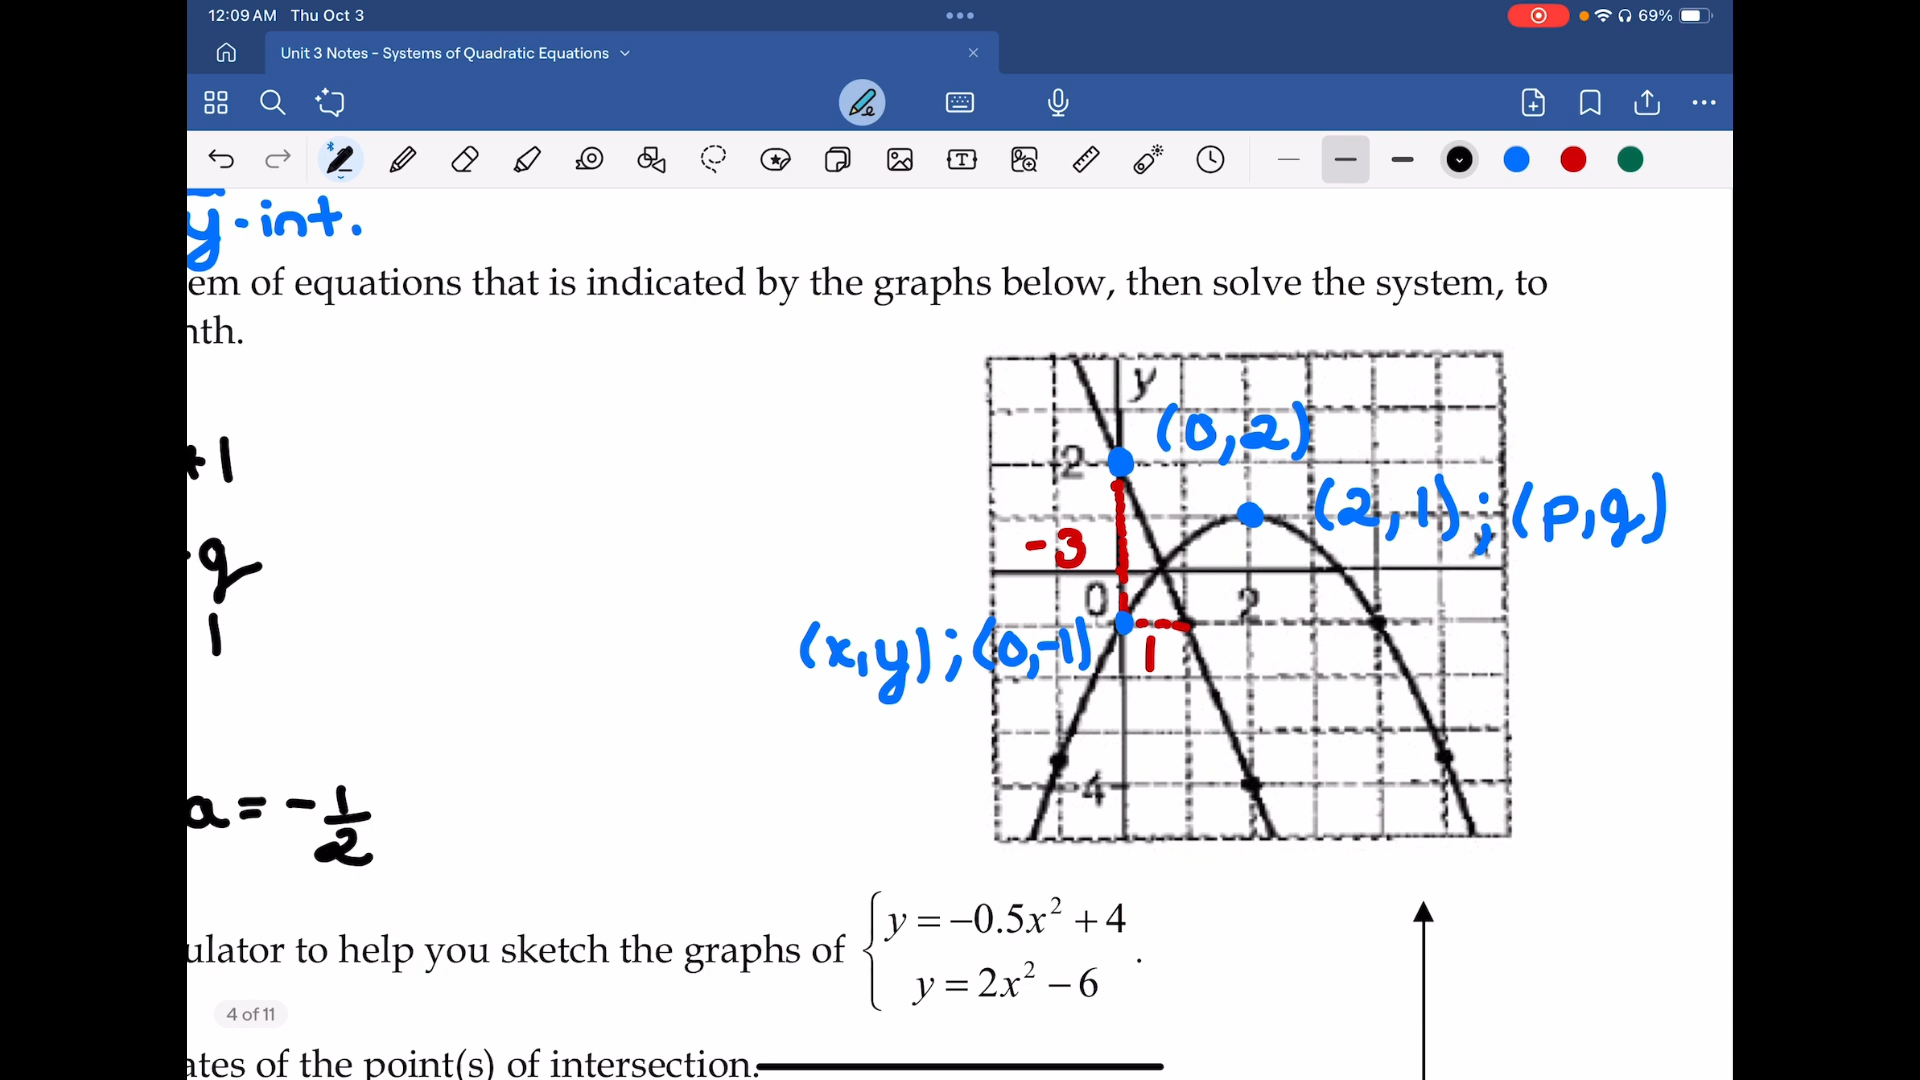 12:09 AM Thu Oct 3
69%
Unit 3 Notes - Systems of Quadratic Equations
y-int.
em of equations that is indicated by the graphs below, then solve the system, to
nth.
y
(0,2)
2
+1
(2,1);(p,q)
x
-3
q
0
2
1
(x,y);(0,-1)
1
-4
a = -1/2
y = −0.5x² + 4
ulator to help you sketch the graphs of
y = 2x² − 6
.
4 of 11
ates of the point(s) of intersection.